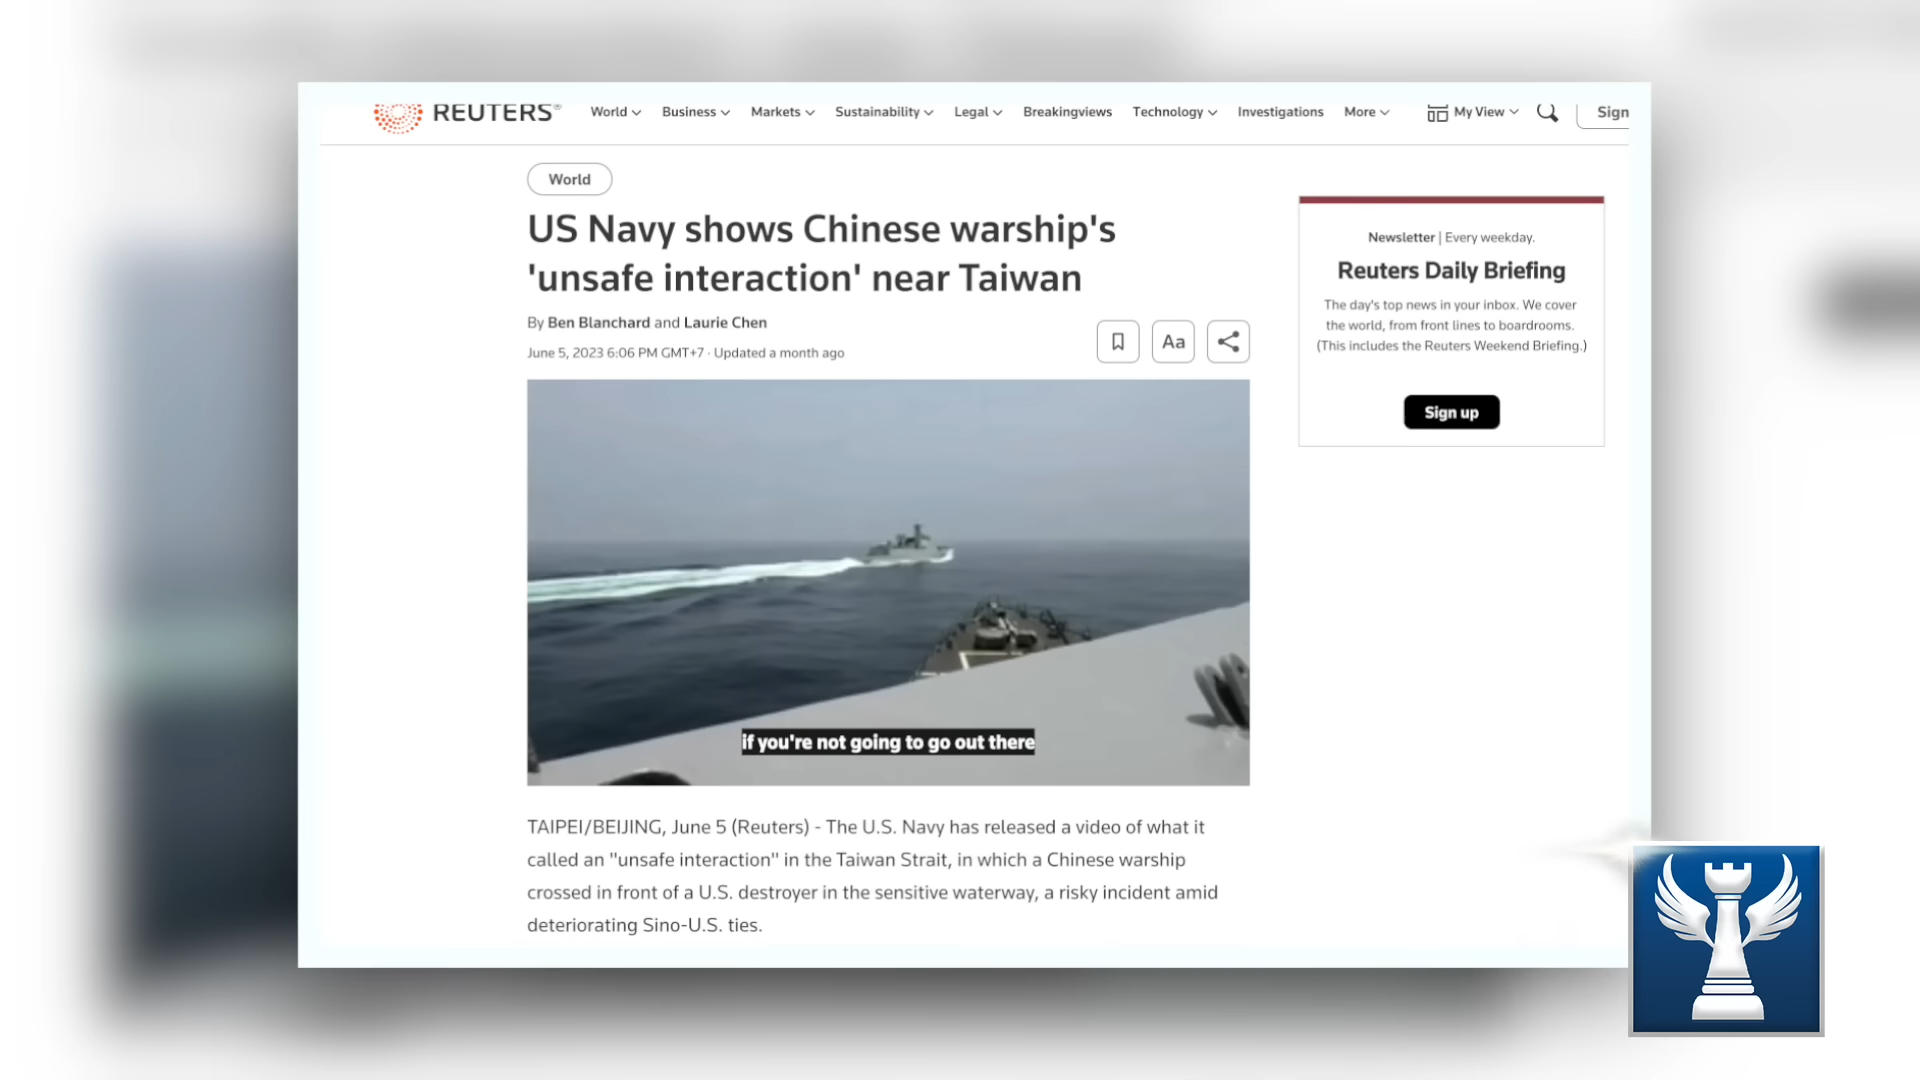 REUTERS®
World
Business
Markets
Sustainability
Legal
Breakingviews
Technology
Investigations
More
My View
Sign
World
US Navy shows Chinese warship's
'unsafe interaction' near Taiwan
By Ben Blanchard and Laurie Chen
June 5, 2023 6:06 PM GMT+7 · Updated a month ago
Aa
Newsletter | Every weekday.
Reuters Daily Briefing
The day's top news in your inbox. We cover
the world, from front lines to boardrooms.
(This includes the Reuters Weekend Briefing.)
Sign up
if you're not going to go out there
TAIPEI/BEIJING, June 5 (Reuters) - The U.S. Navy has released a video of what it
called an "unsafe interaction" in the Taiwan Strait, in which a Chinese warship
crossed in front of a U.S. destroyer in the sensitive waterway, a risky incident amid
deteriorating Sino-U.S. ties.